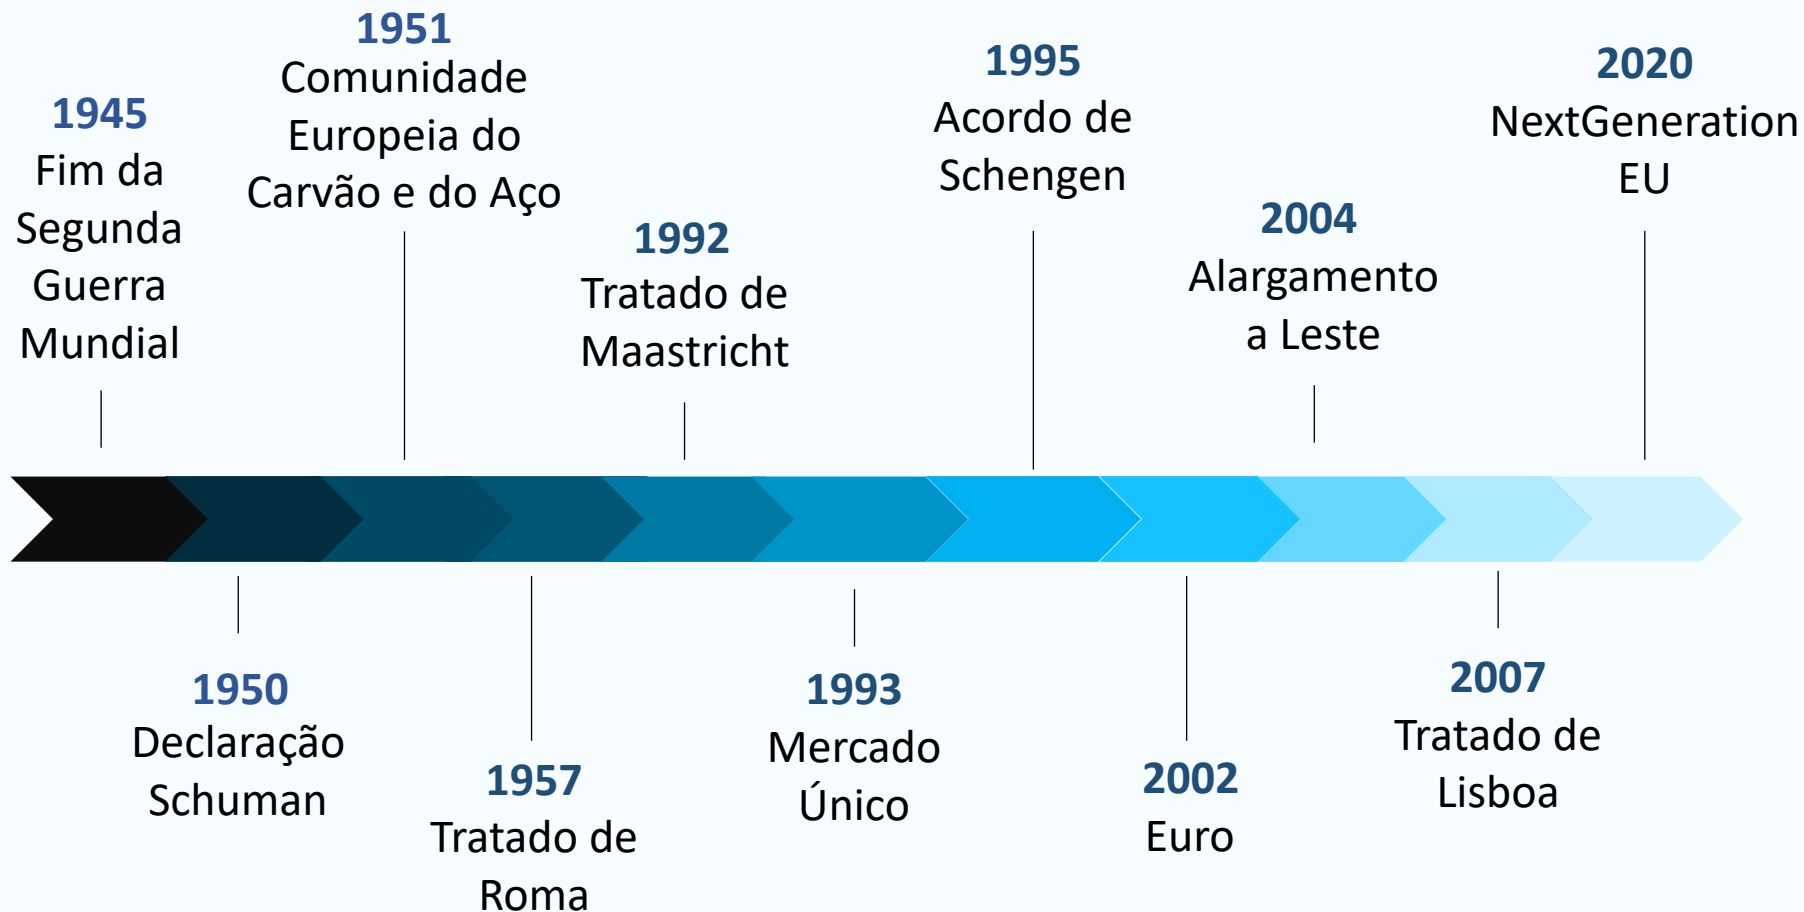 1945
Fim da
Segunda
Guerra
Mundial
1950
Declaração
Schuman
1951
Comunidade
Europeia do
Carvão e do Aço
1957
Tratado de
Roma
1992
Tratado de
Maastricht
1993
Mercado
Único
1995
Acordo de
Schengen
2002
Euro
2004
Alargamento
a Leste
2007
Tratado de
Lisboa
2020
NextGeneration
EU